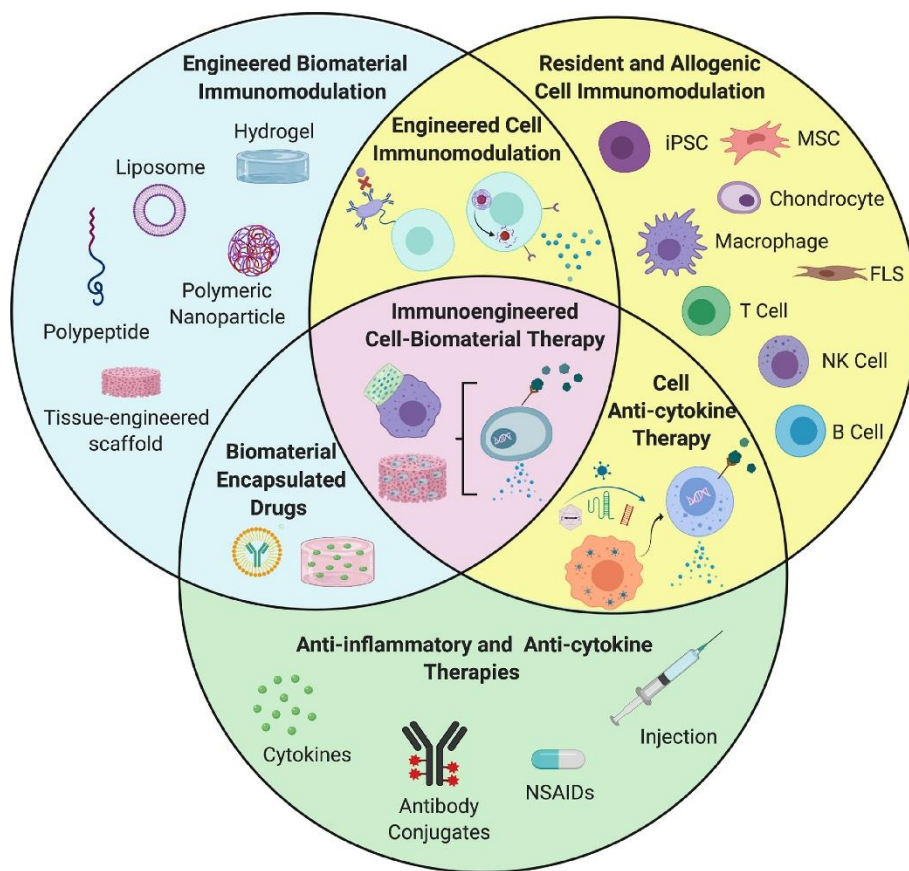 Engineered Biomaterial
Immunomodulation
Hydrogel
Liposome
Polypeptide
Polymeric
Nanoparticle
Tissue-engineered
scaffold
Engineered Cell
Immunomodulation
Resident and Allogenic
Cell Immunomodulation
iPSC
MSC
Chondrocyte
Macrophage
FLS
T Cell
NK Cell
B Cell
Immunoengineered
Cell-Biomaterial Therapy
Biomaterial
Encapsulated
Drugs
Cell
Anti-cytokine
Therapy
Anti-inflammatory and Anti-cytokine
Therapies
Cytokines
Antibody
Conjugates
NSAIDs
Injection